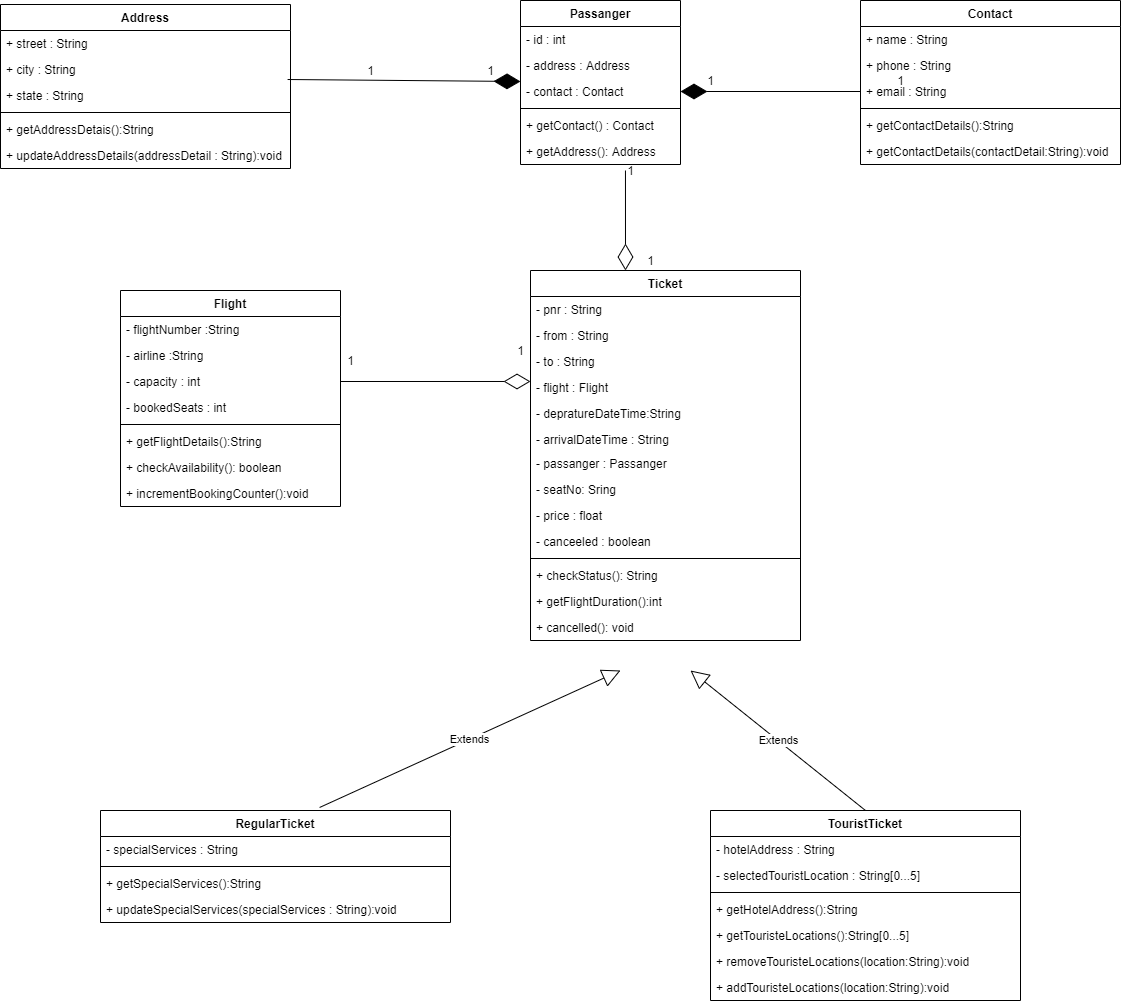 Address
+ street : String
+ city : String
+ state : String
+ getAddressDetais():String
+ updateAddressDetails(addressDetail : String):void
1
1
Passanger
- id : int
- address : Address
- contact : Contact
+ getContact() : Contact
+ getAddress(): Address
1
1
Contact
+ name : String
+ phone : String
+ email : String
+ getContactDetails():String
+ getContactDetails(contactDetail:String):void
1
1
Flight
- flightNumber :String
- airline :String
- capacity : int
- bookedSeats : int
+ getFlightDetails():String
+ checkAvailability(): boolean
+ incrementBookingCounter():void
1
1
Ticket
- pnr : String
- from : String
- to : String
- flight : Flight
- depratureDateTime:String
- arrivalDateTime : String
- passanger : Passanger
- seatNo: Sring
- price : float
- canceeled : boolean
+ checkStatus(): String
+ getFlightDuration():int
+ cancelled(): void
Extends
Extends
RegularTicket
- specialServices : String
+ getSpecialServices():String
+ updateSpecialServices(specialServices : String):void
TouristTicket
- hotelAddress : String
- selectedTouristLocation : String[0...5]
+ getHotelAddress():String
+ getTouristeLocations():String[0...5]
+ removeTouristeLocations(location:String):void
+ addTouristeLocations(location:String):void